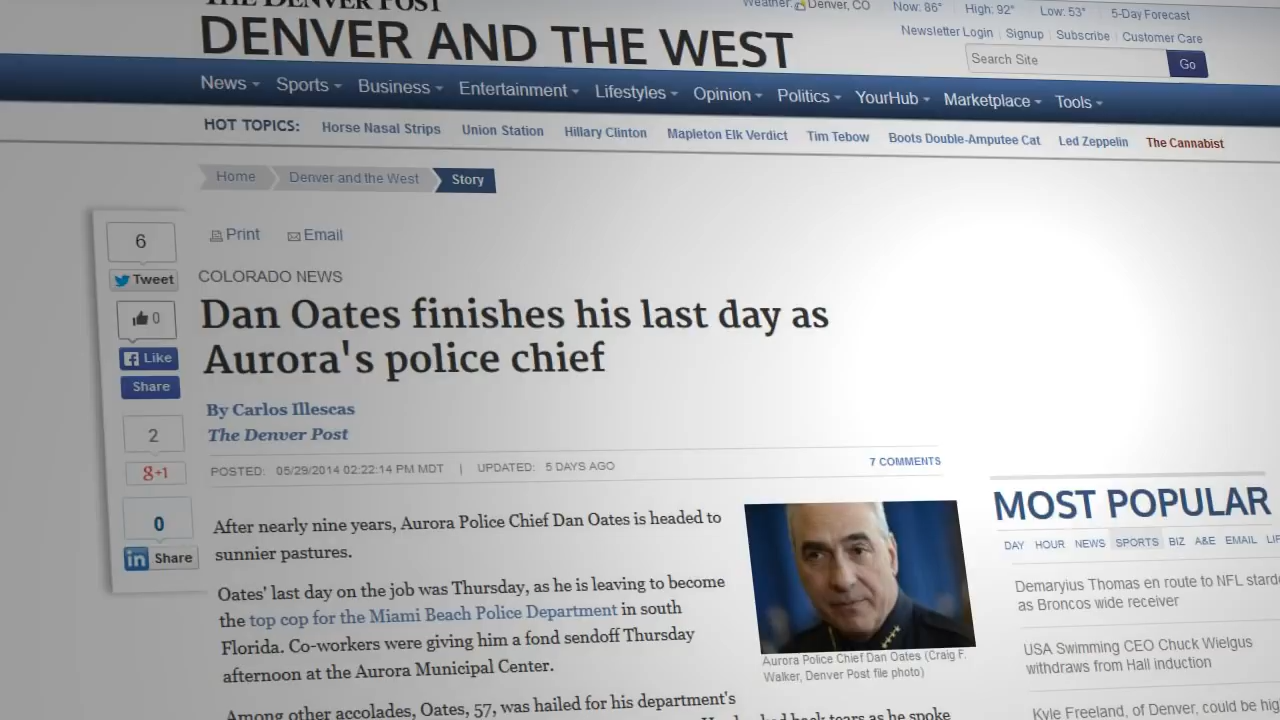 THE DENVER POST
DENVER AND THE WEST
Weather: Denver, CO
Now: 86°
High: 92°
Low: 53°
5-Day Forecast
Newsletter Login | Signup | Subscribe | Customer Care
Search Site
Go
News Sports Business Entertainment Lifestyles Opinion Politics YourHub Marketplace Tools
HOT TOPICS: Horse Nasal Strips Union Station Hillary Clinton Mapleton Elk Verdict Tim Tebow Boots Double-Amputee Cat Led Zeppelin The Cannabist
Home Denver and the West Story
6
Tweet
0
Like
Share
2
g+1
0
in Share
Print Email
COLORADO NEWS
Dan Oates finishes his last day as
Aurora's police chief
By Carlos Illescas
The Denver Post
POSTED: 05/29/2014 02:22:14 PM MDT | UPDATED: 5 DAYS AGO
7 COMMENTS
After nearly nine years, Aurora Police Chief Dan Oates is headed to
sunnier pastures.
Oates' last day on the job was Thursday, as he is leaving to become
the top cop for the Miami Beach Police Department in south
Florida. Co-workers were giving him a fond sendoff Thursday
afternoon at the Aurora Municipal Center.
Among other accolades, Oates, 57, was hailed for his department's
back tears as he spoke
Aurora Police Chief Dan Oates (Craig F.
Walker, Denver Post file photo)
MOST POPULAR
DAY HOUR NEWS SPORTS BIZ A&E EMAIL
Demaryius Thomas en route to NFL
as Broncos wide receiver
USA Swimming CEO Chuck Wielgus
withdraws from Hall induction
Kyle Freeland, of Denver, could be